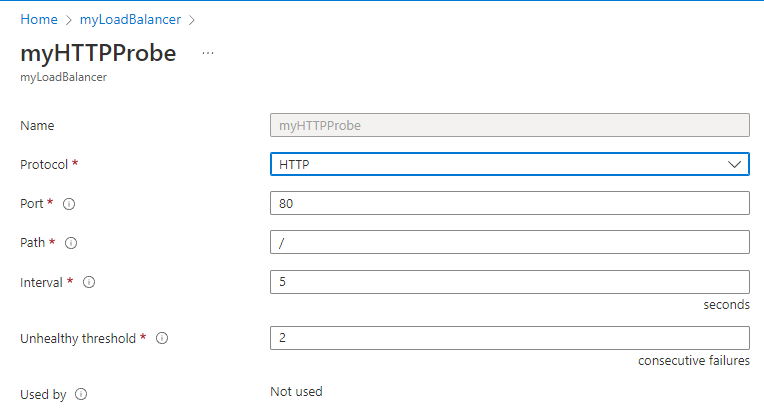 Home > myLoadBalancer >
myHTTPProbe ...
myLoadBalancer
Name myHTTPProbe
Protocol * HTTP
Port * 80
Path * /
Interval * 5
seconds
Unhealthy threshold * 2
consecutive failures
Used by Not used